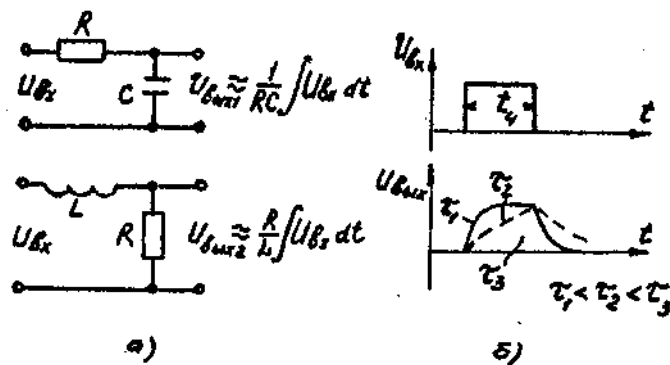 R
Uвх
C
Uвых1 ≈ 1/RC ∫Uвх dt
L
Uвх
R
Uвых2 ≈ R/L ∫Uвх dt
а)
Uвх
tи
t
Uвых
τ1
τ2
τ3
t
τ1 < τ2 < τ3
б)